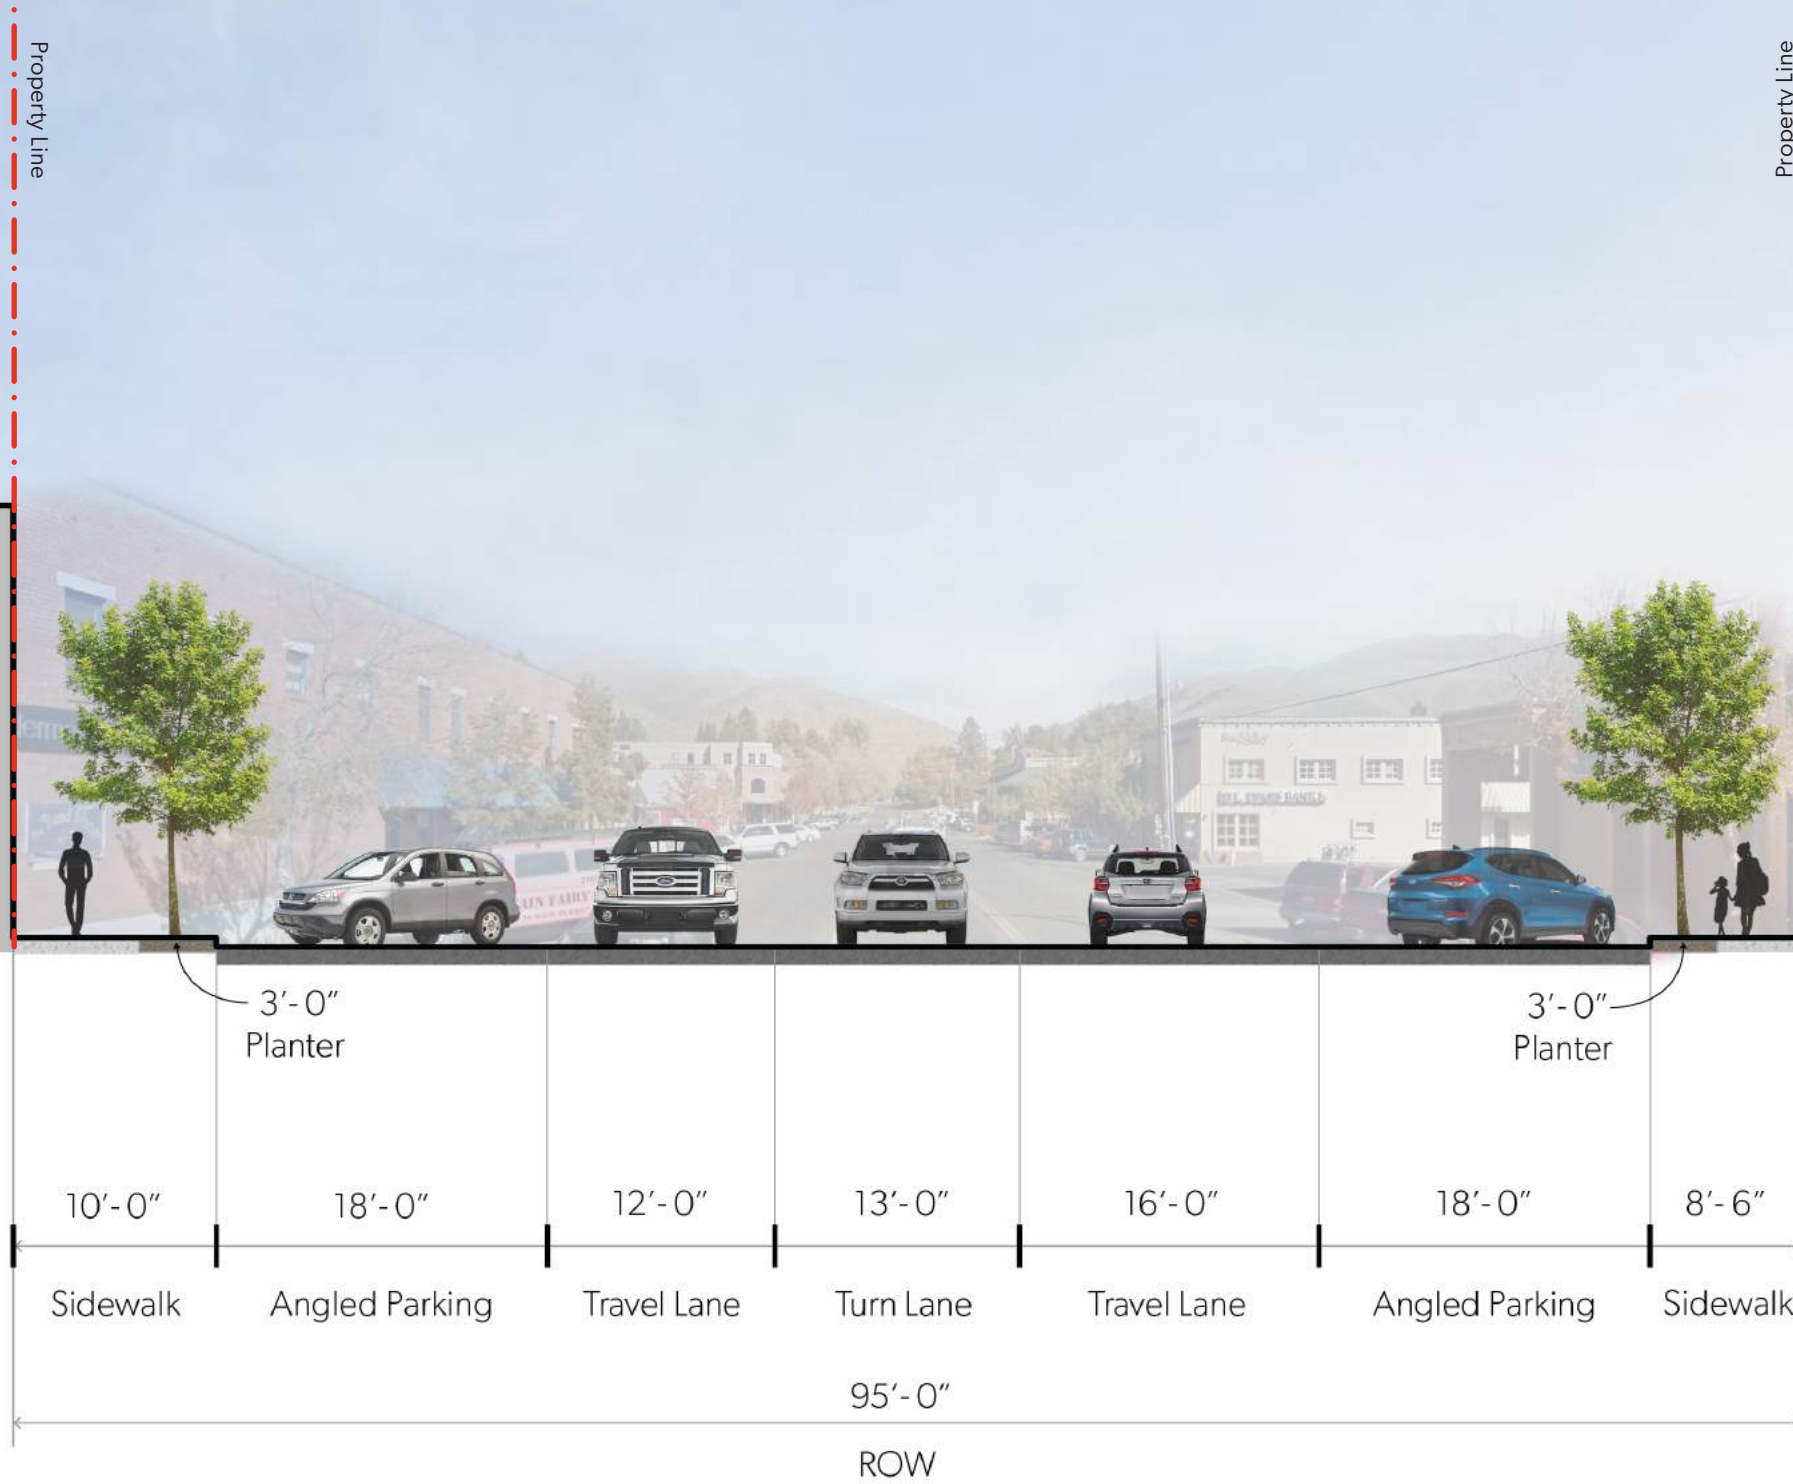 Property Line
Property Line
3'-0"
Planter
3'-0"
Planter
10'-0"
18'-0"
12'-0"
13'-0"
16'-0"
18'-0"
8'-6"
Sidewalk
Angled Parking
Travel Lane
Turn Lane
Travel Lane
Angled Parking
Sidewalk
95'-0"
ROW